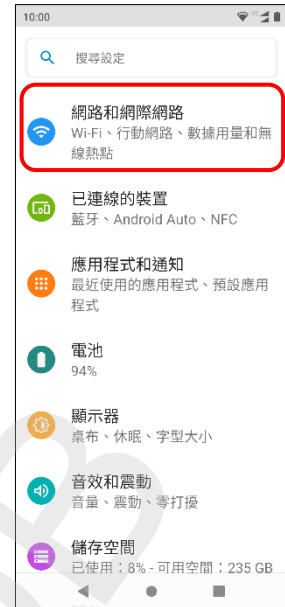 10:00
搜尋設定
網路和網際網路
Wi-Fi、行動網路、數據用量和無
線熱點
已連線的裝置
藍牙、Android Auto、NFC
應用程式和通知
最近使用的應用程式、預設應用
程式
電池
94%
顯示器
桌布、休眠、字型大小
音效和震動
音量、震動、零打擾
儲存空間
已使用：8% - 可用空間：235 GB